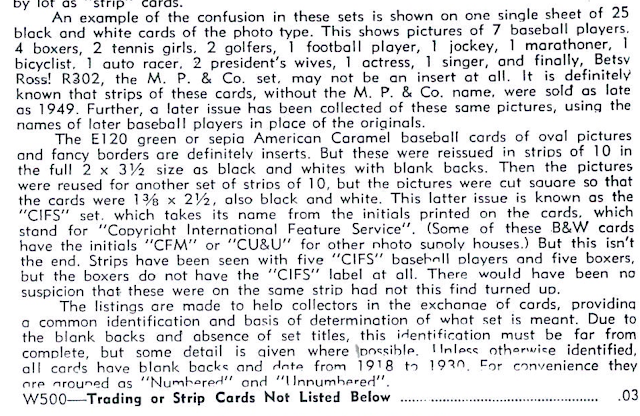 by lot as "strip" cards.
An example of the confusion in these sets is shown on one single sheet of 25
black and white cards of the photo type. This shows pictures of 7 baseball players,
4 boxers, 2 tennis girls, 2 golfers, 1 football player, 1 jockey, 1 marathoner, 1
bicyclist, 1 auto racer, 2 president's wives, 1 actress, 1 singer, and finally, Betsy
Ross! R302, the M. P. & Co. set, may not be an insert at all. It is definitely
known that strips of these cards, without the M. P. & Co. name, were sold as late
as 1949. Further, a later issue has been collected of these same pictures, using the
names of later baseball players in place of the originals.
The E120 green or sepia American Caramel baseball cards of oval pictures
and fancy borders are definitely inserts. But these were reissued in strips of 10 in
the full 2 x 3½ size as black and whites with blank backs. Then the pictures
were reused for another set of strips of 10, but the pictures were cut square so that
the cards were 1⅜ x 2½, also black and white. This latter issue is known as the
"CIFS" set, which takes its name from the initials printed on the cards, which
stand for "Copyright International Feature Service". (Some of these B&W cards
have the initials "CFM" or "CU&U" for other photo supply houses.) But this isn't
the end. Strips have been seen with five "CIFS" baseball players and five boxers,
but the boxers do not have the "CIFS" label at all. There would have been no
suspicion that these were on the same strip had not this find turned up.
The listings are made to help collectors in the exchange of cards, providing
a common identification and basis of determination of what set is meant. Due to
the blank backs and absence of set titles, this identification must be far from
complete, but some detail is given where possible. Unless otherwise identified,
all cards have blank backs and date from 1918 to 1930. For convenience they
are grouped as "Numbered" and "Unnumbered".
W500—Trading or Strip Cards Not Listed Below ........................................ .03